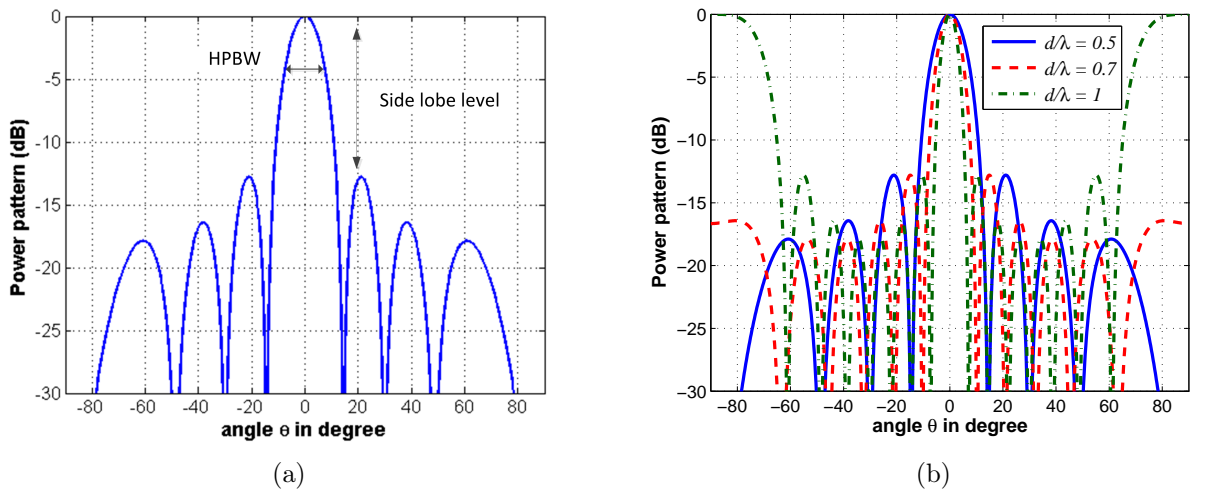 0
-5
-10
-15
-20
-25
-30
-80 -60 -40 -20 0 20 40 60 80
Power pattern (dB)
angle θ in degree
HPBW
Side lobe level
(a)
0
−5
−10
−15
−20
−25
−30
−80 −60 −40 −20 0 20 40 60 80
Power pattern (dB)
angle θ in degree
d/λ = 0.5
d/λ = 0.7
d/λ = 1
(b)